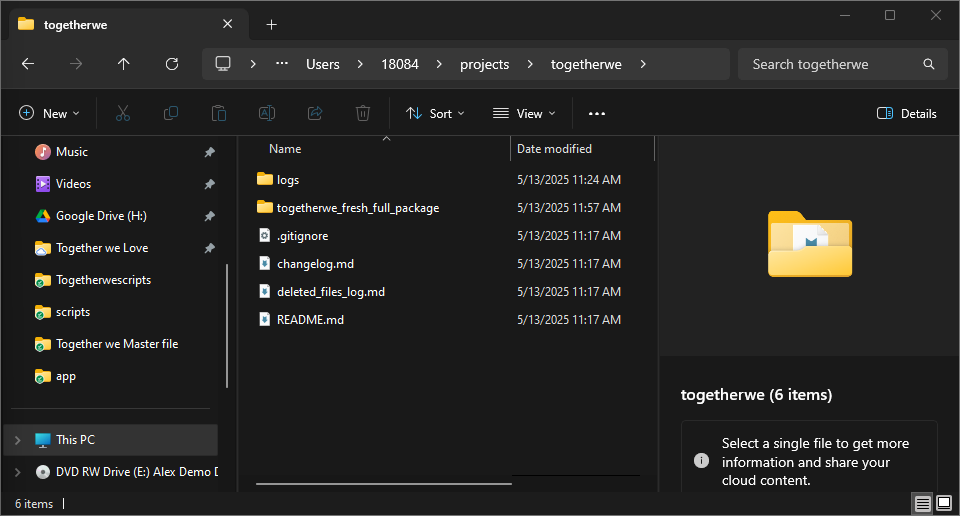 togetherwe
Users 18084 projects togetherwe
Search togetherwe
New
Sort
View
Details
Music
Videos
Google Drive (H:)
Together we Love
Togetherwescripts
scripts
Together we Master file
app
This PC
DVD RW Drive (E:) Alex Demo D
Name Date modified
logs 5/13/2025 11:24 AM
togetherwe_fresh_full_package 5/13/2025 11:57 AM
.gitignore 5/13/2025 11:17 AM
changelog.md 5/13/2025 11:17 AM
deleted_files_log.md 5/13/2025 11:17 AM
README.md 5/13/2025 11:17 AM
togetherwe (6 items)
Select a single file to get more
information and share your
cloud content.
6 items